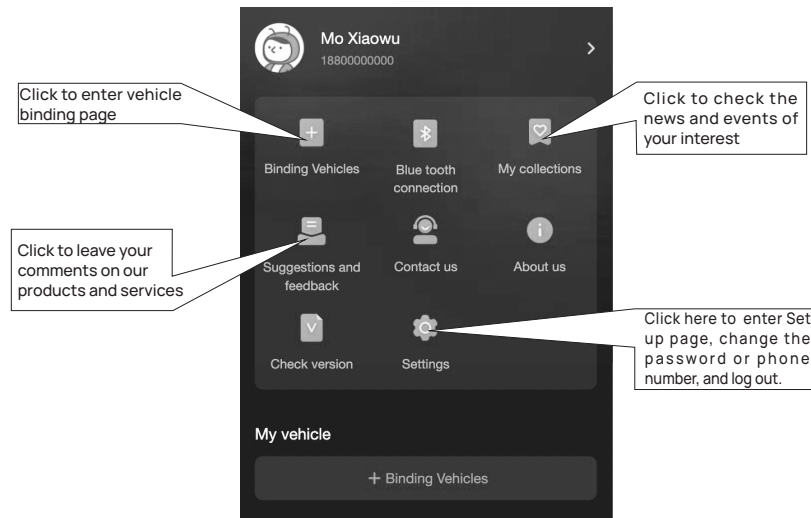 Mo Xiaowu
18800000000
Click to enter vehicle
binding page
Click to check the
news and events of
your interest
Binding Vehicles
Blue tooth
connection
My collections
Click to leave your
comments on our
products and services
Suggestions and
feedback
Contact us
About us
Click here to enter Set
up page, change the
password or phone
number, and log out.
Check version
Settings
My vehicle
+ Binding Vehicles